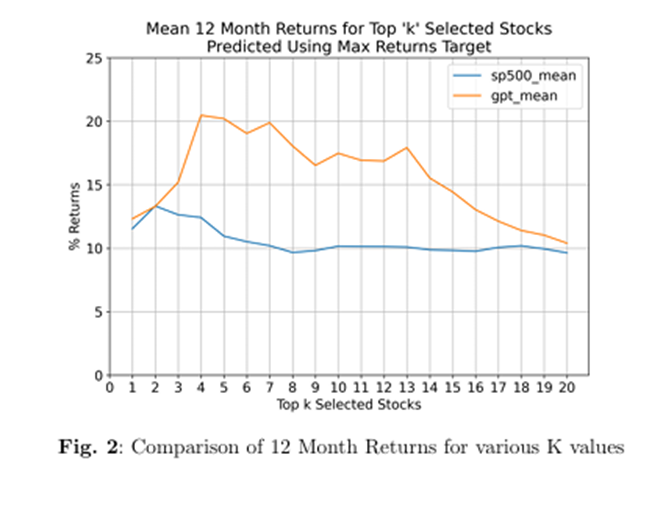 Mean 12 Month Returns for Top 'k' Selected Stocks
Predicted Using Max Returns Target
25
20
15
10
5
0
% Returns
sp500_mean
gpt_mean
0 1 2 3 4 5 6 7 8 9 10 11 12 13 14 15 16 17 18 19 20
Top k Selected Stocks
Fig. 2: Comparison of 12 Month Returns for various K values